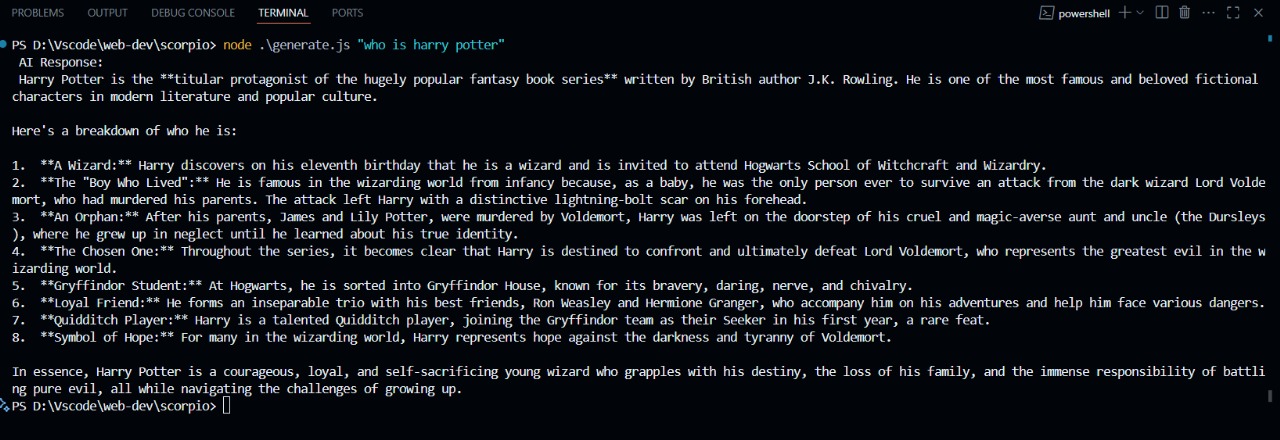 PROBLEMS OUTPUT DEBUG CONSOLE TERMINAL PORTS powershell
PS D:\Vscode\web-dev\scorpio> node .\generate.js "who is harry potter"
AI Response:
Harry Potter is the **titular protagonist of the hugely popular fantasy book series** written by British author J.K. Rowling. He is one of the most famous and beloved fictional
characters in modern literature and popular culture.
Here's a breakdown of who he is:
1. **A Wizard:** Harry discovers on his eleventh birthday that he is a wizard and is invited to attend Hogwarts School of Witchcraft and Wizardry.
2. **The "Boy Who Lived":** He is famous in the wizarding world from infancy because, as a baby, he was the only person ever to survive an attack from the dark wizard Lord Volde
mort, who had murdered his parents. The attack left Harry with a distinctive lightning-bolt scar on his forehead.
3. **An Orphan:** After his parents, James and Lily Potter, were murdered by Voldemort, Harry was left on the doorstep of his cruel and magic-averse aunt and uncle (the Dursleys
), where he grew up in neglect until he learned about his true identity.
4. **The Chosen One:** Throughout the series, it becomes clear that Harry is destined to confront and ultimately defeat Lord Voldemort, who represents the greatest evil in the w
izarding world.
5. **Gryffindor Student:** At Hogwarts, he is sorted into Gryffindor House, known for its bravery, daring, nerve, and chivalry.
6. **Loyal Friend:** He forms an inseparable trio with his best friends, Ron Weasley and Hermione Granger, who accompany him on his adventures and help him face various dangers.
7. **Quidditch Player:** Harry is a talented Quidditch player, joining the Gryffindor team as their Seeker in his first year, a rare feat.
8. **Symbol of Hope:** For many in the wizarding world, Harry represents hope against the darkness and tyranny of Voldemort.
In essence, Harry Potter is a courageous, loyal, and self-sacrificing young wizard who grapples with his destiny, the loss of his family, and the immense responsibility of battli
ng pure evil, all while navigating the challenges of growing up.
PS D:\Vscode\web-dev\scorpio>